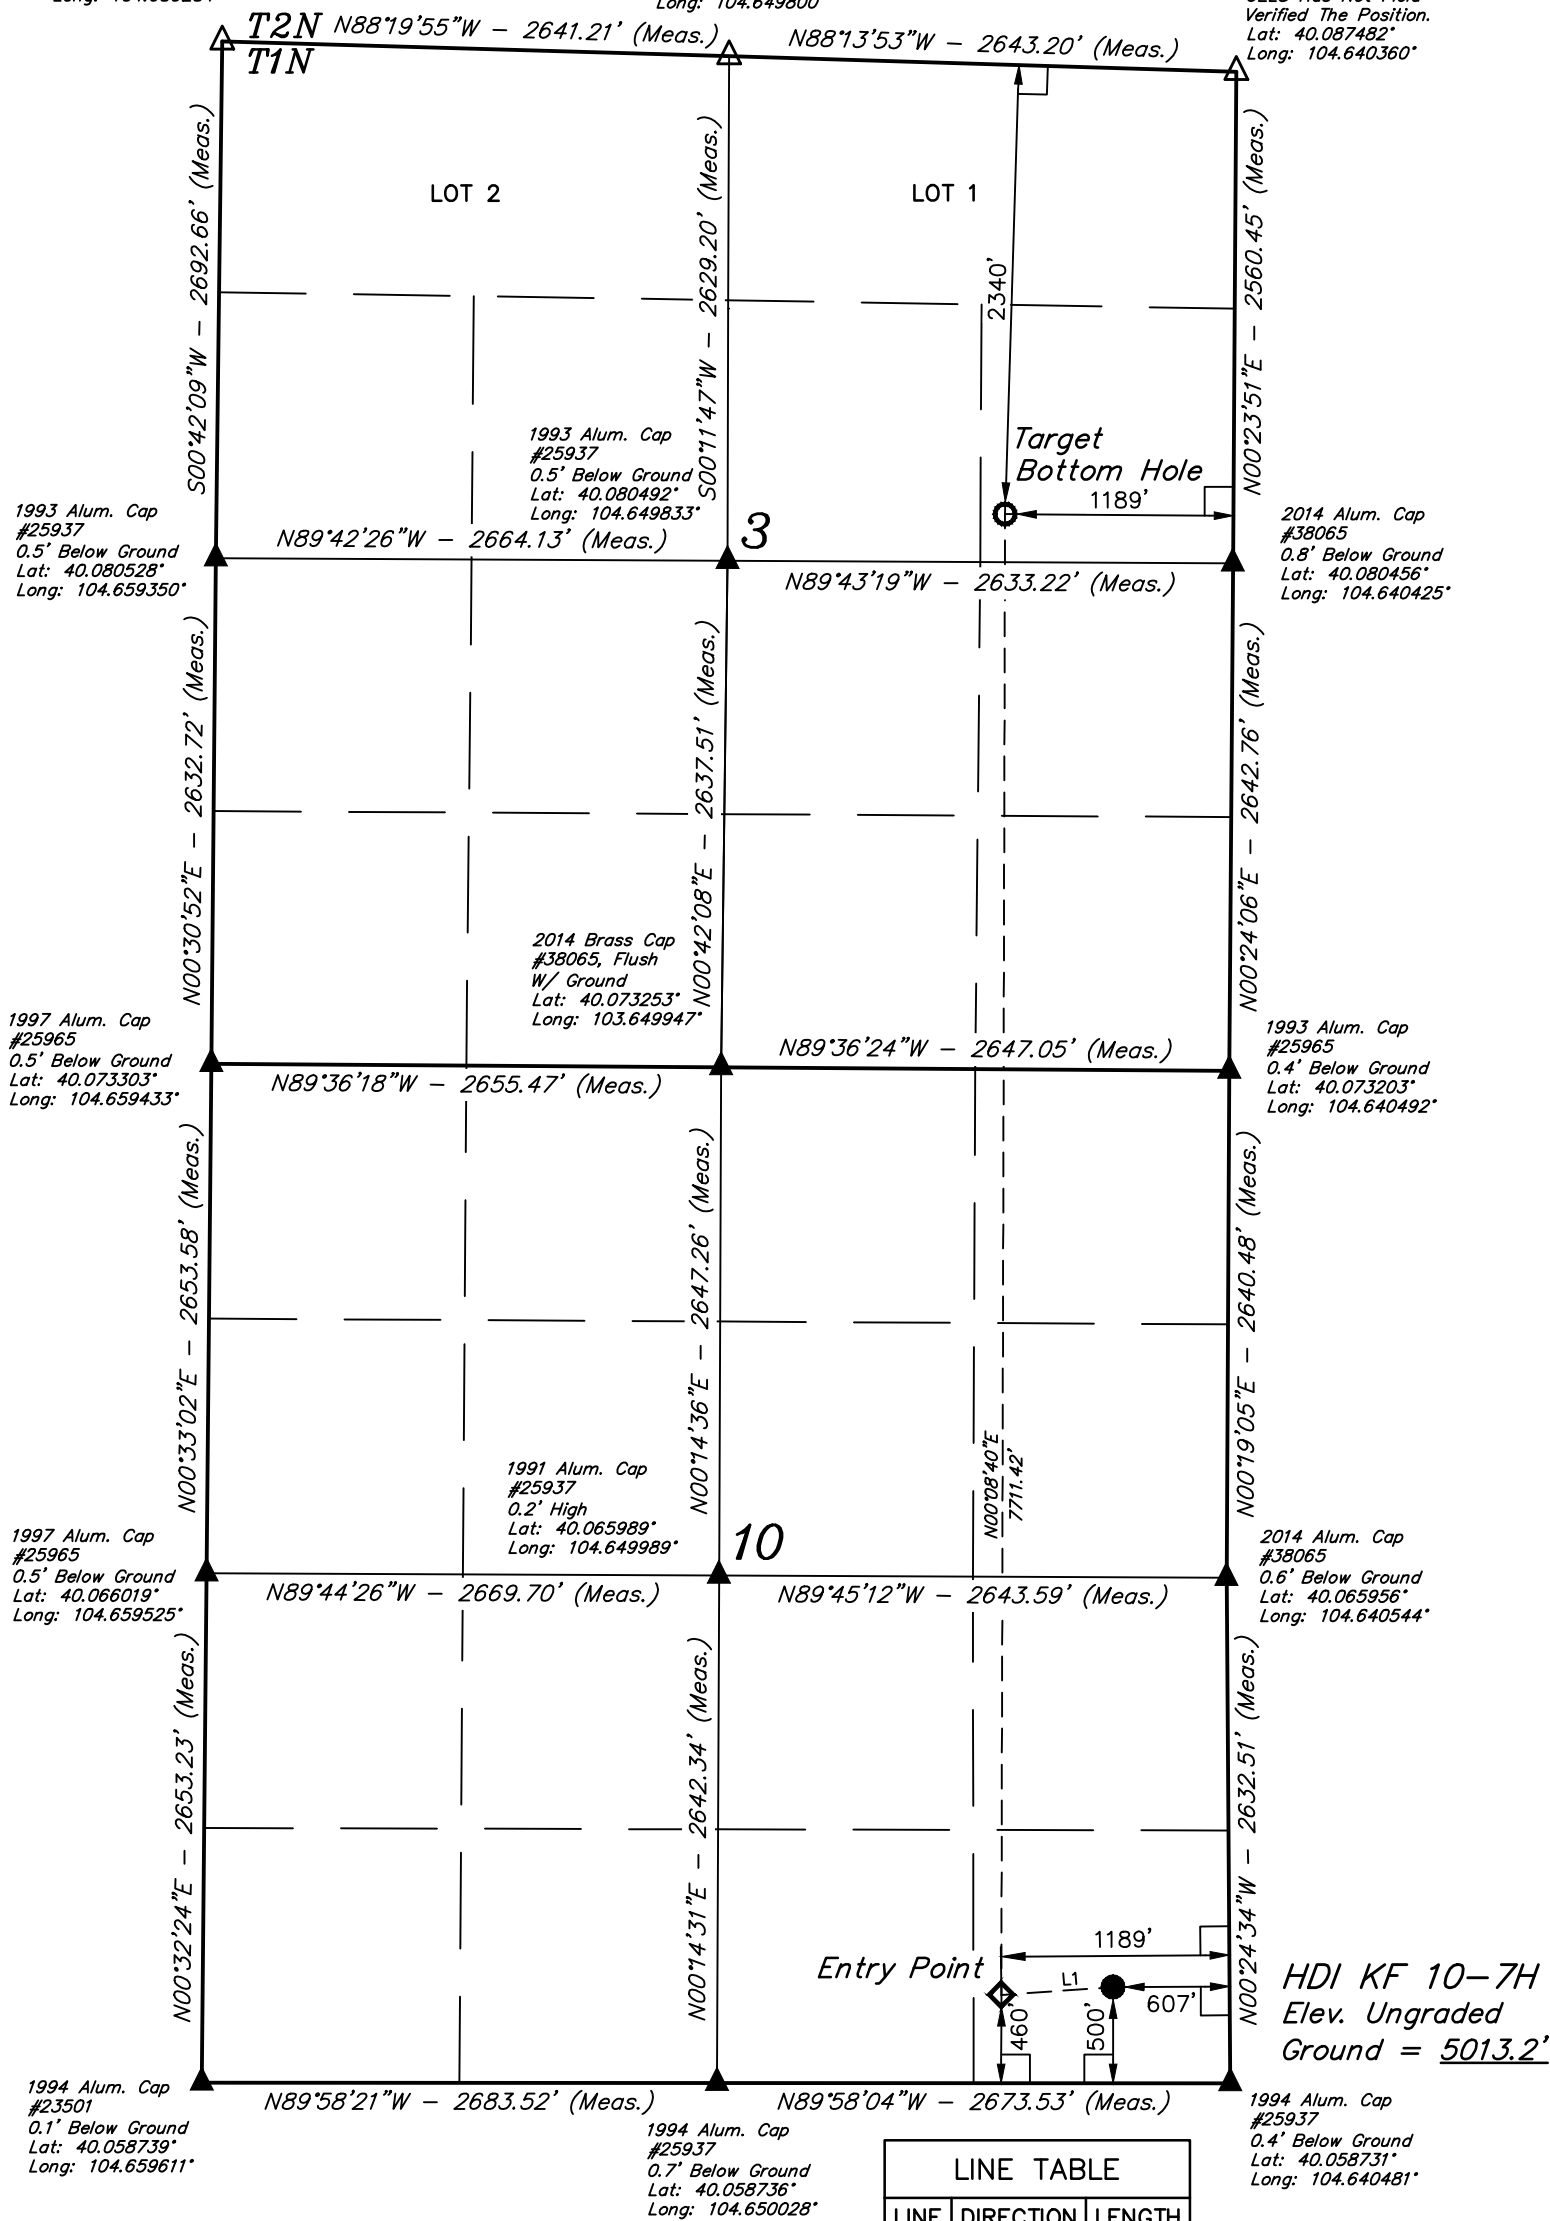 Long: 104.649800°
Verified The Position.
Lat: 40.087482°
Long: 104.640360°
T2N
T1N
N88°19'55"W - 2641.21' (Meas.)
N88°13'53"W - 2643.20' (Meas.)
S00°42'09"W - 2692.66' (Meas.)
LOT 2
S00°11'47"W - 2629.20' (Meas.)
LOT 1
2340'
N00°23'51"E - 2560.45' (Meas.)
1993 Alum. Cap
#25937
0.5' Below Ground
Lat: 40.080492°
Long: 104.649833°
Target
Bottom Hole
1189'
1993 Alum. Cap
#25937
0.5' Below Ground
Lat: 40.080528°
Long: 104.659350°
N89°42'26"W - 2664.13' (Meas.)
3
N89°43'19"W - 2633.22' (Meas.)
2014 Alum. Cap
#38065
0.8' Below Ground
Lat: 40.080456°
Long: 104.640425°
N00°30'52"E - 2632.72' (Meas.)
N00°42'08"E - 2637.51' (Meas.)
N00°24'06"E - 2642.76' (Meas.)
2014 Brass Cap
#38065, Flush
W/ Ground
Lat: 40.073253°
Long: 103.649947°
1997 Alum. Cap
#25965
0.5' Below Ground
Lat: 40.073303°
Long: 104.659433°
N89°36'18"W - 2655.47' (Meas.)
N89°36'24"W - 2647.05' (Meas.)
1993 Alum. Cap
#25965
0.4' Below Ground
Lat: 40.073203°
Long: 104.640492°
N00°33'02"E - 2653.58' (Meas.)
N00°14'36"E - 2647.26' (Meas.)
N00°08'40"E
7711.42'
N00°19'05"E - 2640.48' (Meas.)
1991 Alum. Cap
#25937
0.2' High
Lat: 40.065989°
Long: 104.649989°
10
1997 Alum. Cap
#25965
0.5' Below Ground
Lat: 40.066019°
Long: 104.659525°
N89°44'26"W - 2669.70' (Meas.)
N89°45'12"W - 2643.59' (Meas.)
2014 Alum. Cap
#38065
0.6' Below Ground
Lat: 40.065956°
Long: 104.640544°
N00°32'24"E - 2653.23' (Meas.)
N00°14'31"E - 2642.34' (Meas.)
N00°24'34"W - 2632.51' (Meas.)
1189'
Entry Point
L1
607'
460'
500'
HDI KF 10-7H
Elev. Ungraded
Ground = 5013.2'
1994 Alum. Cap
#23501
0.1' Below Ground
Lat: 40.058739°
Long: 104.659611°
N89°58'21"W - 2683.52' (Meas.)
N89°58'04"W - 2673.53' (Meas.)
1994 Alum. Cap
#25937
0.7' Below Ground
Lat: 40.058736°
Long: 104.650028°
1994 Alum. Cap
#25937
0.4' Below Ground
Lat: 40.058731°
Long: 104.640481°
LINE TABLE
LINE DIRECTION LENGTH